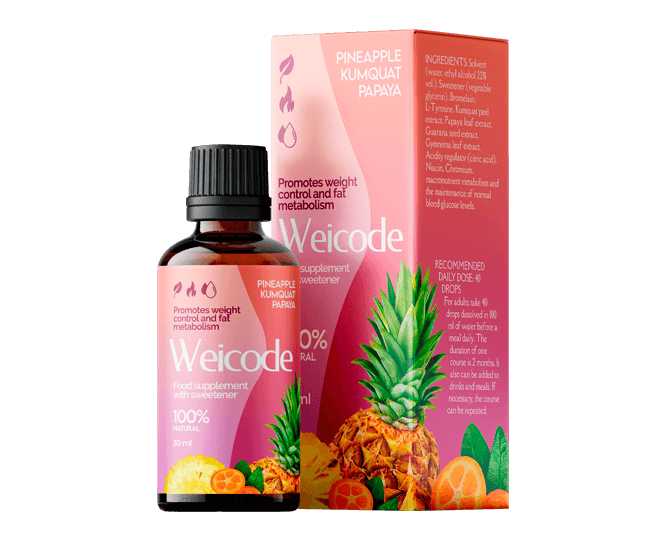 PINEAPPLE
KUMQUAT
PAPAYA
Promotes weight
control and fat
metabolism
Weicode
supplement
sweetener
0%
RAL
ml
INGREDIENTS: Solvent
(water, ethyl alcohol 22%
vol.), Sweetener (vegetable
glycerin), Bromelain,
L-Tyrosine, Kumquat peel
extract, Papaya leaf extract,
Guarana seed extract,
Gymnema leaf extract,
Acidity regulator (citric acid),
Niacin, Chromium.
macronutrient metabolism and
the maintenance of normal
blood glucose levels.
RECOMMENDED
DAILY DOSE: 40
DROPS
For adults: take 40
drops dissolved in 100
ml of water before a
meal daily. The
duration of one
course is 2 months. It
also can be added to
drinks and meals. If
necessary, the course
can be repeated.
PINEAPPLE
KUMQUAT
PAPAYA
Promotes weight
control and fat
metabolism
Weicode
Food supplement
with sweetener
100%
NATURAL
30 ml